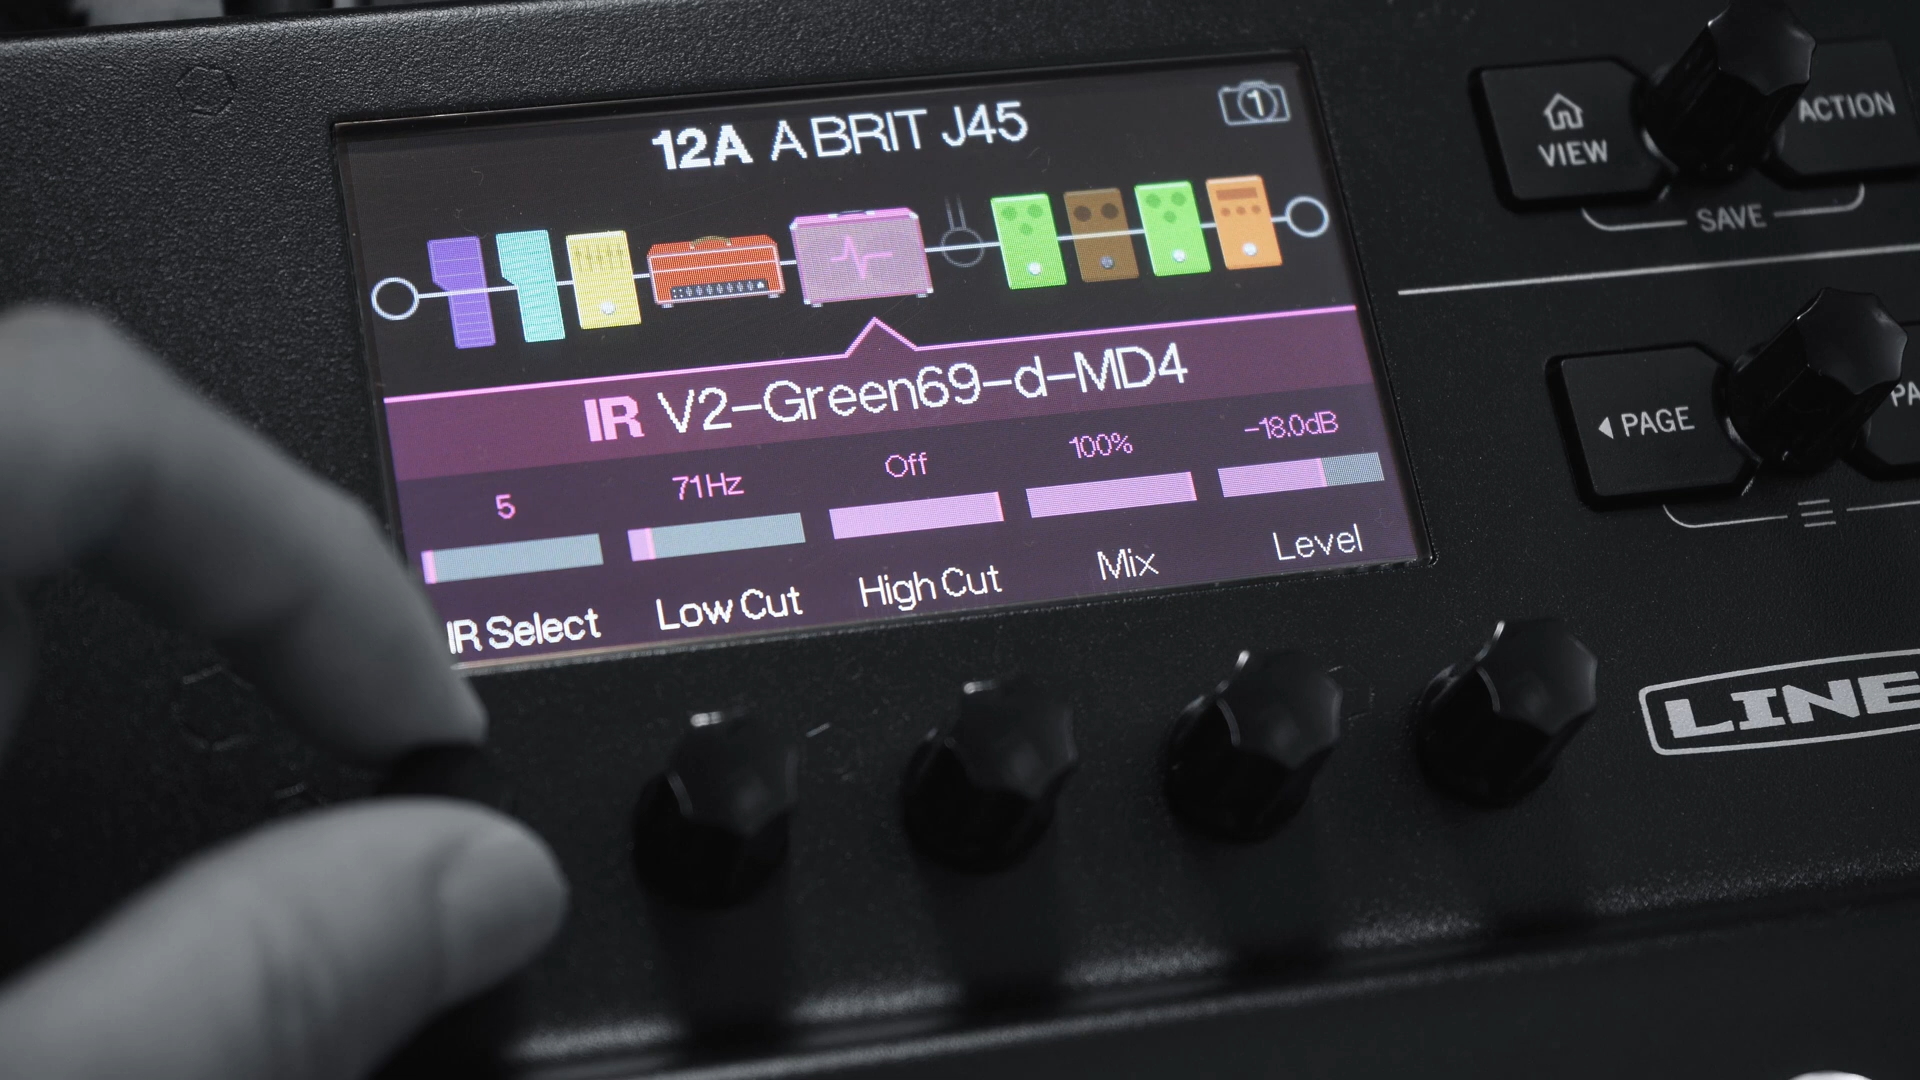 12A A BRIT J45
1
IR V2-Green69-d-MD4
5 71Hz Off 100% -18.0dB
IR Select Low Cut High Cut Mix Level
VIEW
ACTION
SAVE
PAGE
PA
LINE